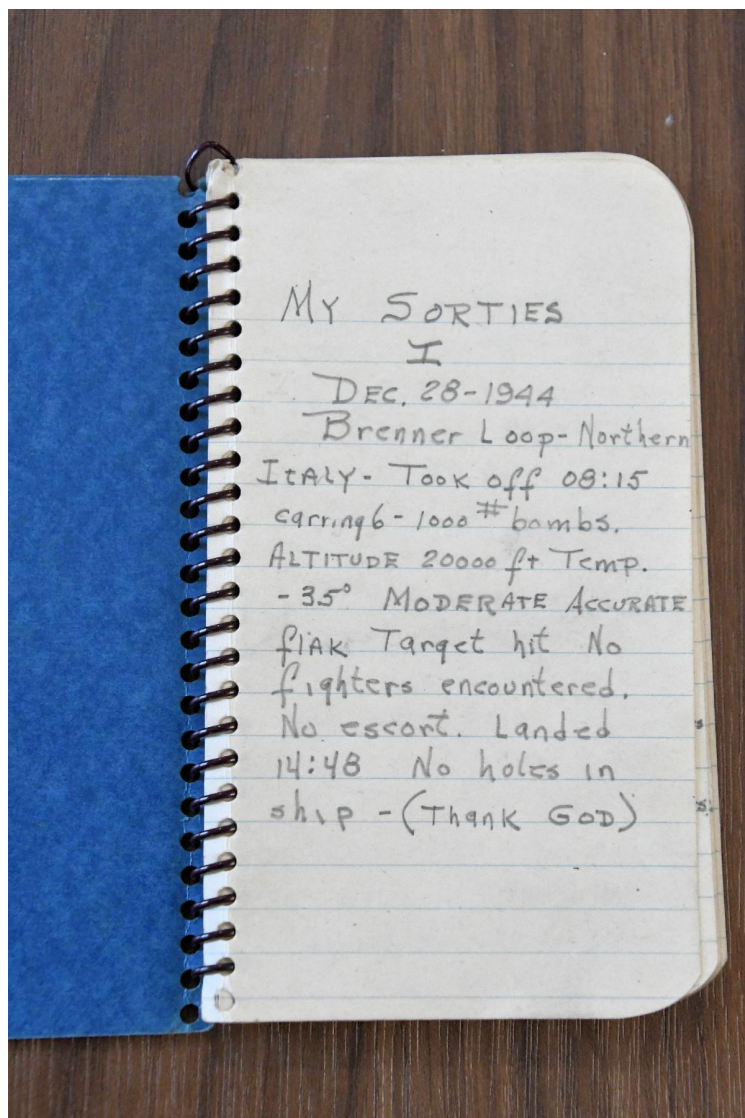 MY SORTIES
I
DEC. 28-1944
Brenner Loop-Northern
ITALY- Took off 08:15
carring 6-1000 # bombs.
ALTITUDE 20000 ft Temp.
-35° MODERATE ACCURATE
flAK Target hit No
fighters encountered.
No escort. Landed
14:48 No holes in
ship -(Thank GOD)